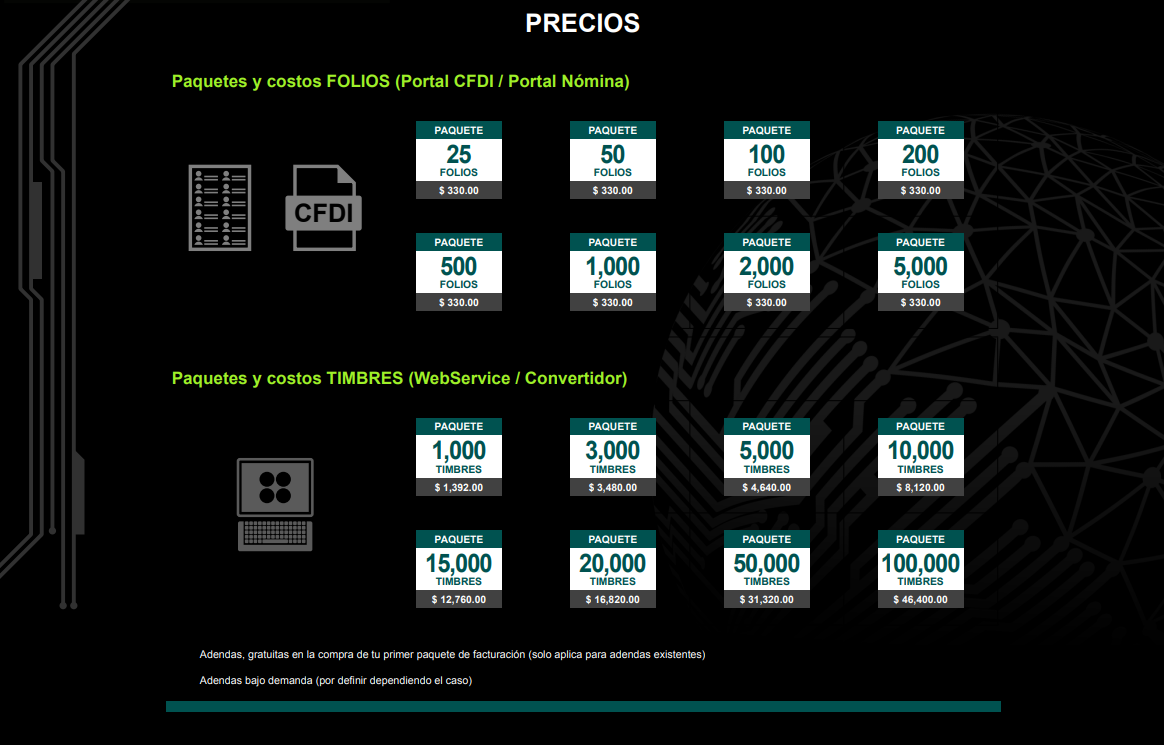 PRECIOS
Paquetes y costos FOLIOS (Portal CFDI / Portal Nómina)
CFDI
PAQUETE PAQUETE PAQUETE PAQUETE
25 50 100 200
FOLIOS FOLIOS FOLIOS FOLIOS
$ 330.00 $ 330.00 $ 330.00 $ 330.00
PAQUETE PAQUETE PAQUETE PAQUETE
500 1,000 2,000 5,000
FOLIOS FOLIOS FOLIOS FOLIOS
$ 330.00 $ 330.00 $ 330.00 $ 330.00
Paquetes y costos TIMBRES (WebService / Convertidor)
PAQUETE PAQUETE PAQUETE PAQUETE
1,000 3,000 5,000 10,000
TIMBRES TIMBRES TIMBRES TIMBRES
$ 1,392.00 $ 3,480.00 $ 4,640.00 $ 8,120.00
PAQUETE PAQUETE PAQUETE PAQUETE
15,000 20,000 50,000 100,000
TIMBRES TIMBRES TIMBRES TIMBRES
$ 12,760.00 $ 16,820.00 $ 31,320.00 $ 46,400.00
Adendas, gratuitas en la compra de tu primer paquete de facturación (solo aplica para adendas existentes)
Adendas bajo demanda (por definir dependiendo el caso)